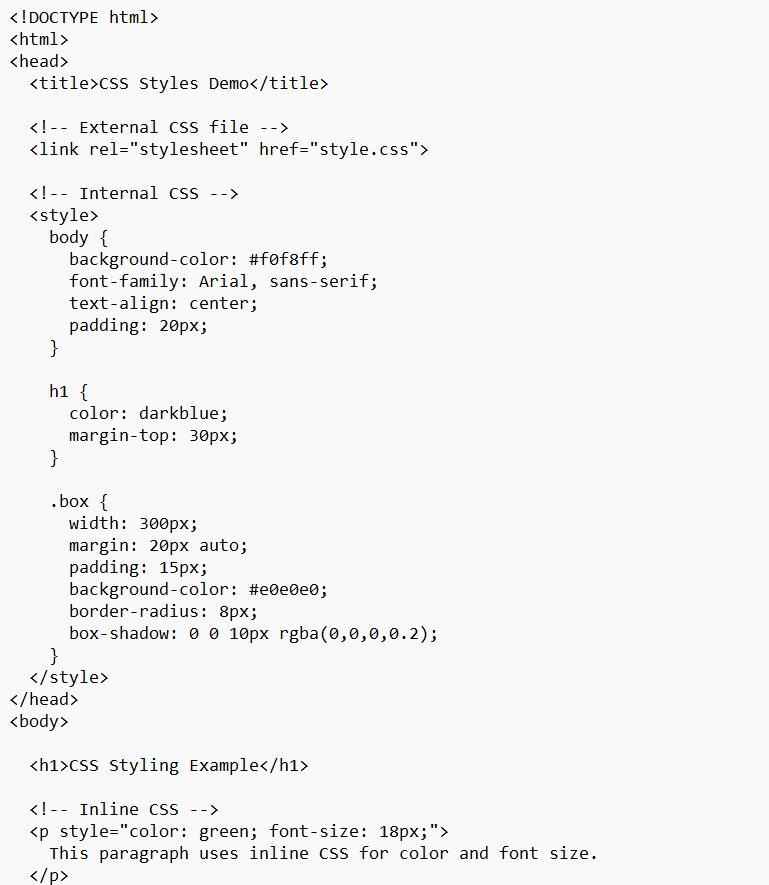 <!DOCTYPE html>
<html>
<head>
  <title>CSS Styles Demo</title>

  <!-- External CSS file -->
  <link rel="stylesheet" href="style.css">

  <!-- Internal CSS -->
  <style>
    body {
      background-color: #f0f8ff;
      font-family: Arial, sans-serif;
      text-align: center;
      padding: 20px;
    }

    h1 {
      color: darkblue;
      margin-top: 30px;
    }

    .box {
      width: 300px;
      margin: 20px auto;
      padding: 15px;
      background-color: #e0e0e0;
      border-radius: 8px;
      box-shadow: 0 0 10px rgba(0,0,0,0.2);
    }
  </style>
</head>
<body>

  <h1>CSS Styling Example</h1>

  <!-- Inline CSS -->
  <p style="color: green; font-size: 18px;">
    This paragraph uses inline CSS for color and font size.
  </p>